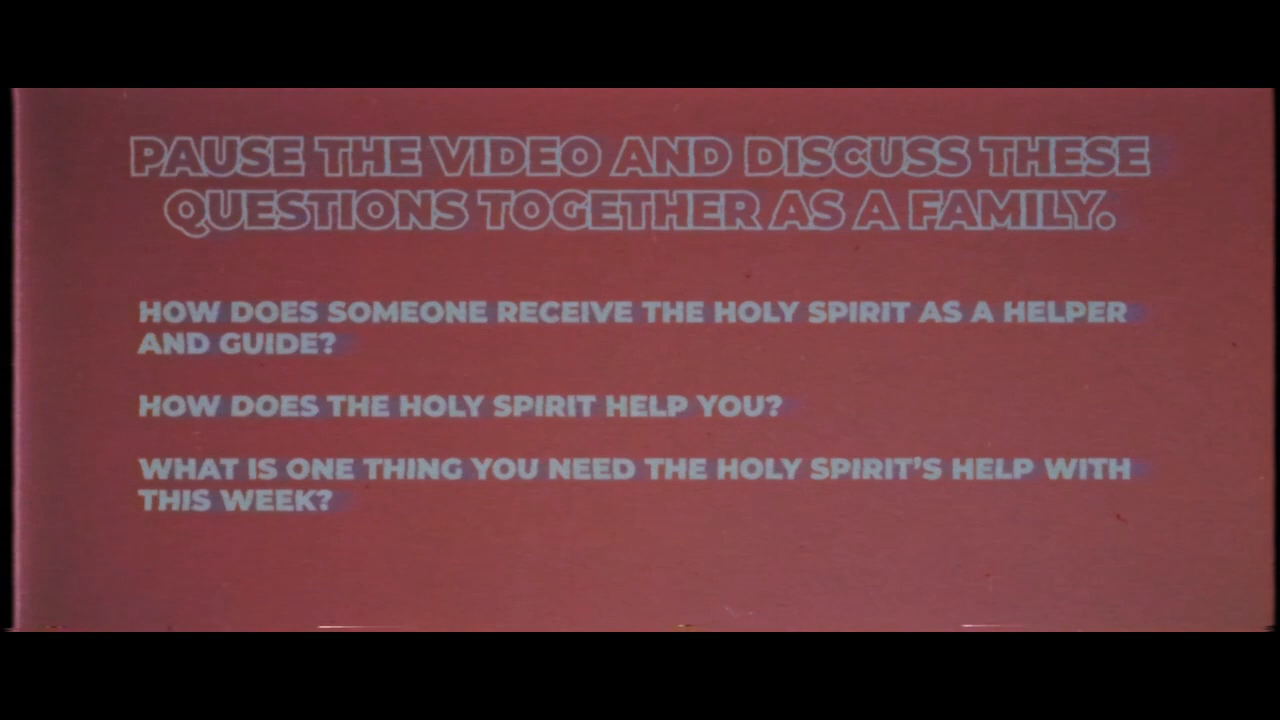 PAUSE THE VIDEO AND DISCUSS THESE
QUESTIONS TOGETHER AS A FAMILY.
HOW DOES SOMEONE RECEIVE THE HOLY SPIRIT AS A HELPER
AND GUIDE?
HOW DOES THE HOLY SPIRIT HELP YOU?
WHAT IS ONE THING YOU NEED THE HOLY SPIRIT’S HELP WITH
THIS WEEK?